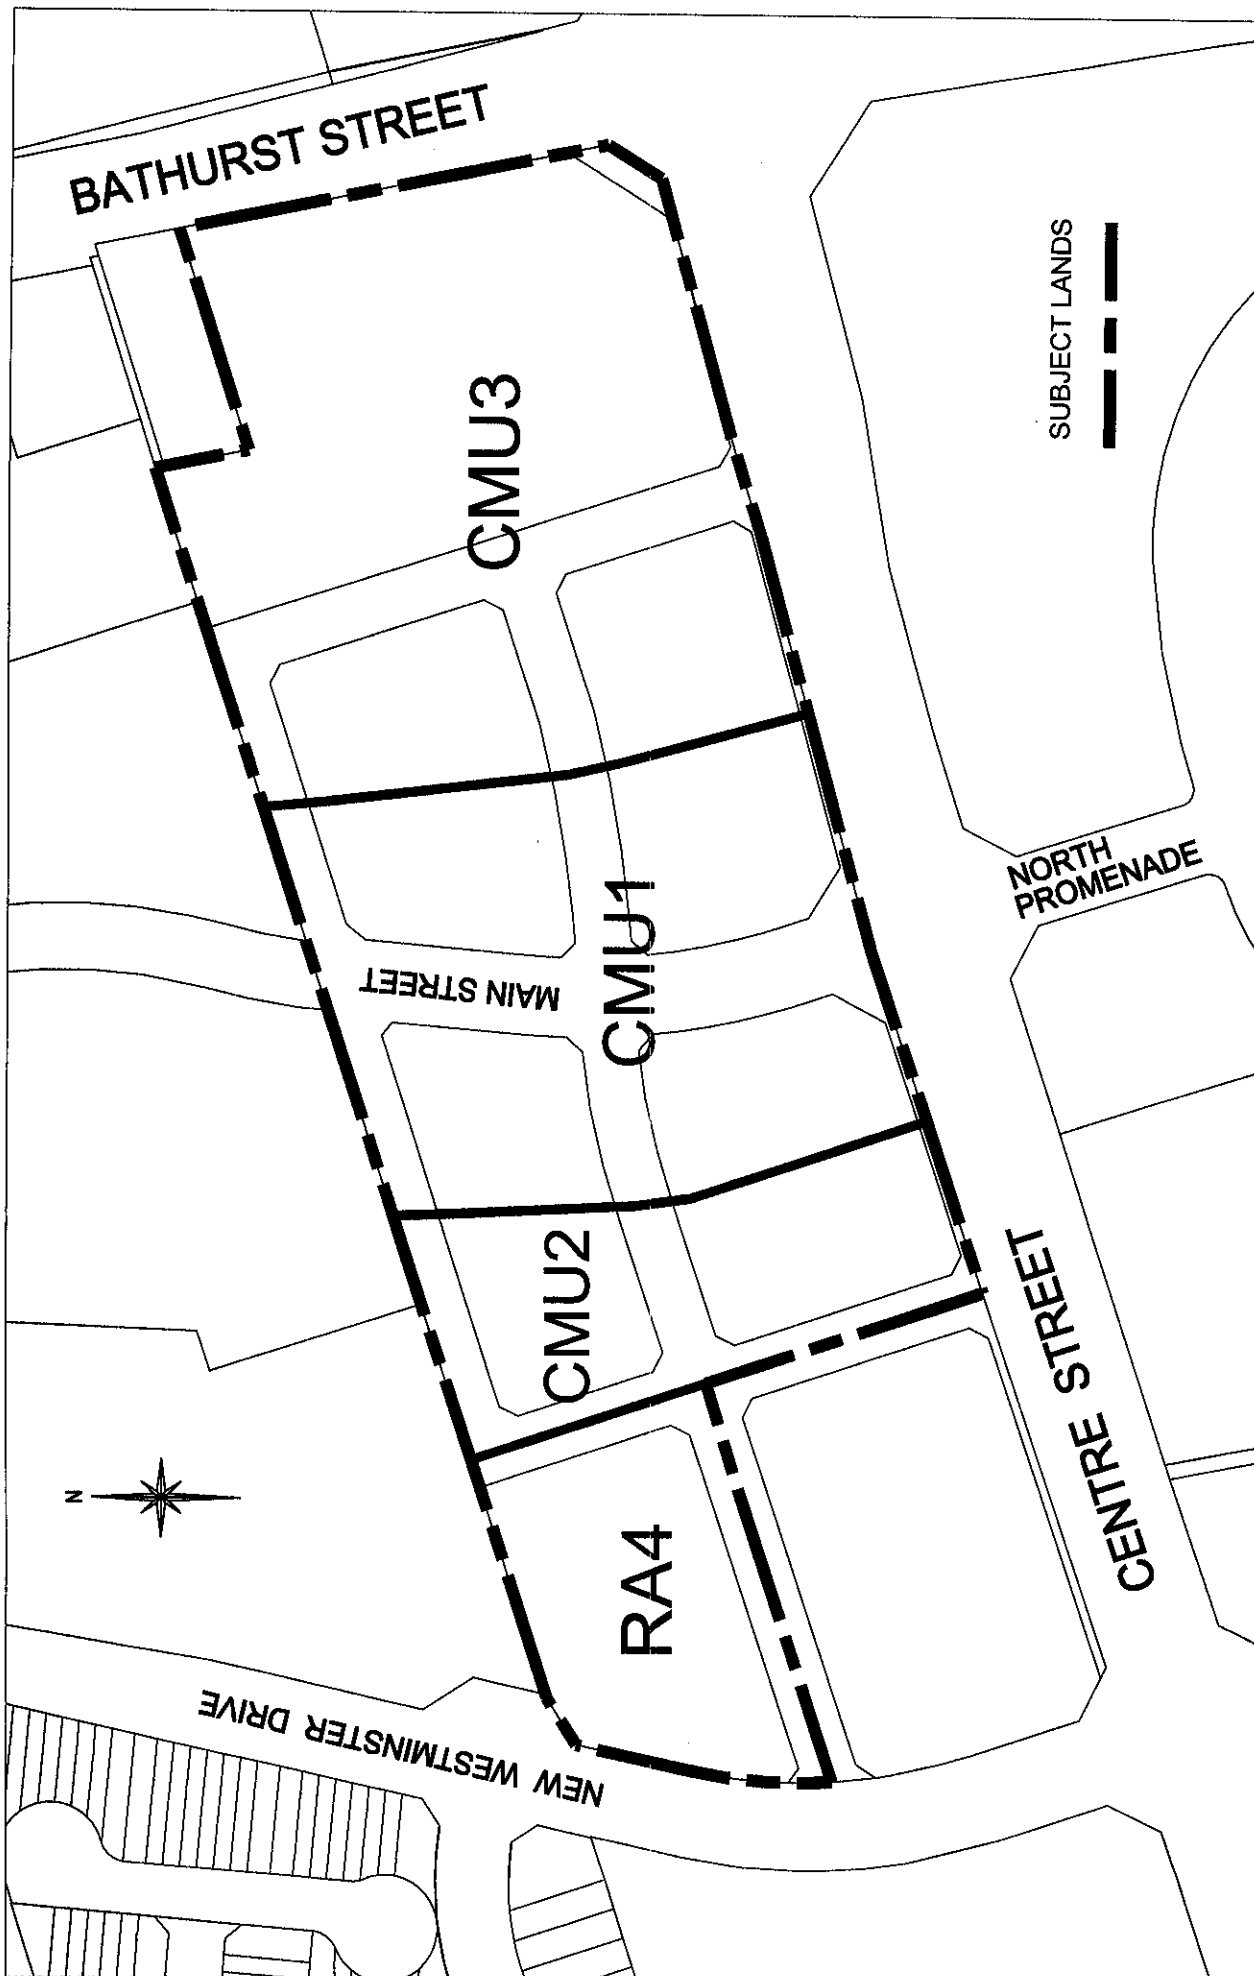 BATHURST STREET
SUBJECT LANDS
CMU3
NORTH
PROMENADE
MAIN STREET
CMU1
CMU2
CENTRE STREET
N
RA4
NEW WESTMINSTER DRIVE